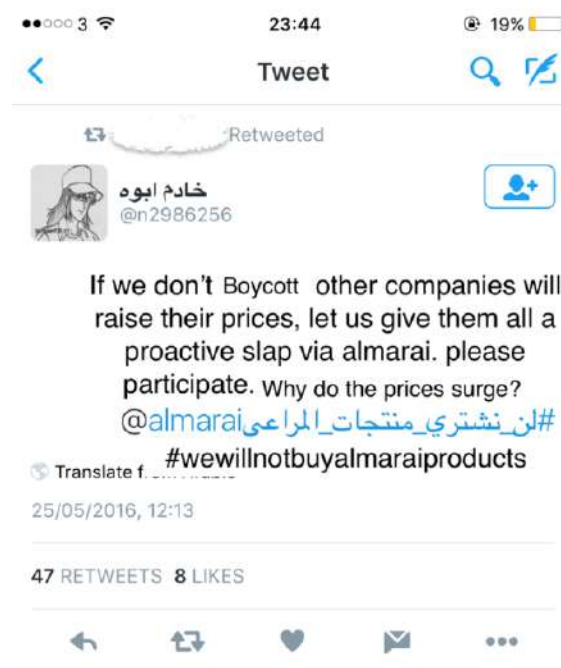 3 23:44 19%
Tweet
Retweeted
خادم ابوه
@n2986256
If we don't Boycott other companies will
raise their prices, let us give them all a
proactive slap via almarai. please
participate. Why do the prices surge?
@almarai#لن_نشتري_منتجات_المراعى
#wewillnotbuyalmaraiproducts
Translate f
25/05/2016, 12:13
47 RETWEETS 8 LIKES